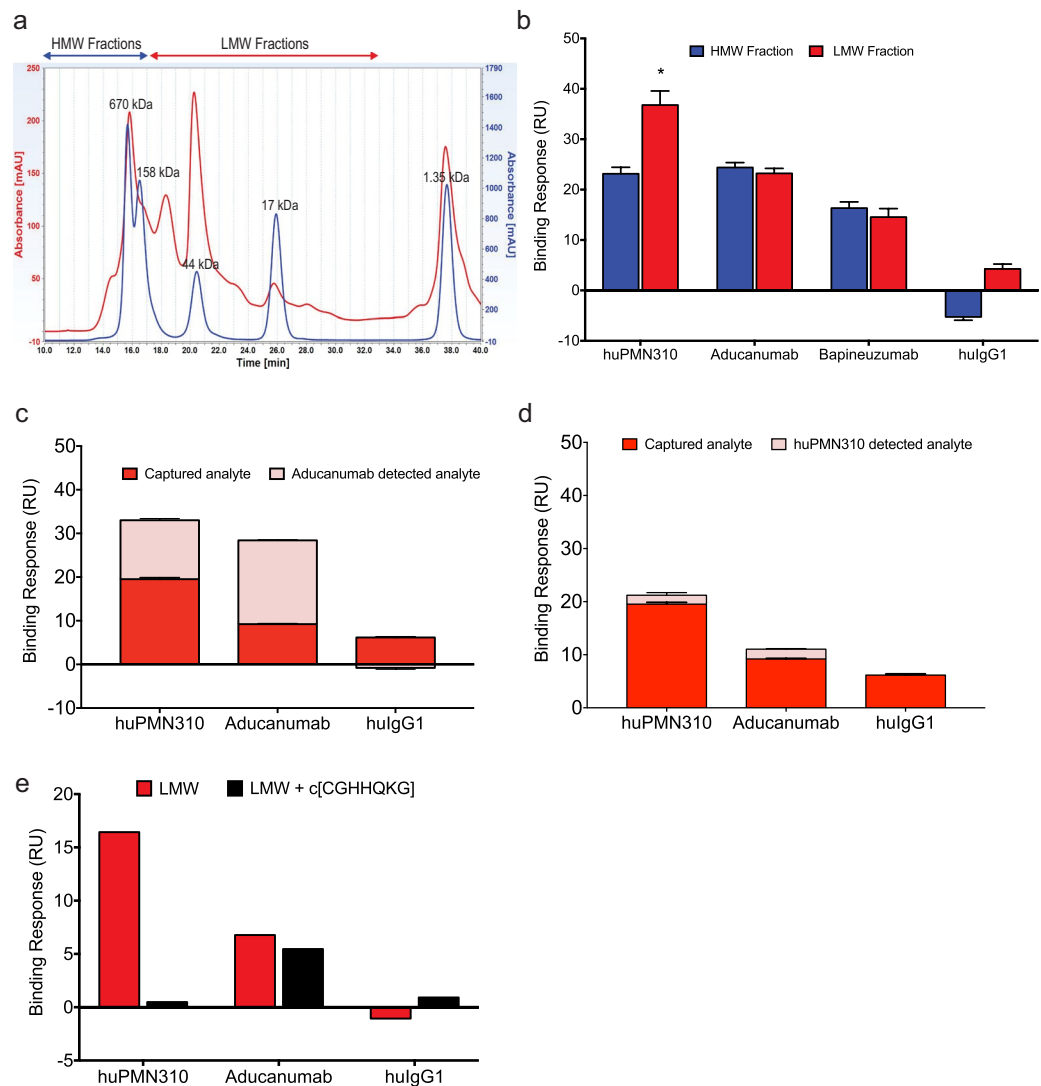 a
HMW Fractions
LMW Fractions
250
200
150
100
50
-10
Absorbance [mAU]
1790
1600
1400
1200
1000
800
600
400
200
-10
Absorbance [mAU]
670 kDa
158 kDa
44 kDa
17 kDa
1.35 kDa
10.0 12.0 14.0 16.0 18.0 20.0 22.0 24.0 26.0 28.0 30.0 32.0 34.0 36.0 38.0 40.0
Time [min]
b
HMW Fraction LMW Fraction
Binding Response (RU)
50
40
30
20
10
0
-10
*
huPMN310 Aducanumab Bapineuzumab huIgG1
c
Captured analyte Aducanumab detected analyte
Binding Response (RU)
50
40
30
20
10
0
-10
huPMN310 Aducanumab huIgG1
d
Captured analyte huPMN310 detected analyte
Binding Response (RU)
50
40
30
20
10
0
huPMN310 Aducanumab huIgG1
e
LMW LMW + c[CGHHQKG]
Binding Response (RU)
20
15
10
5
0
-5
huPMN310 Aducanumab huIgG1